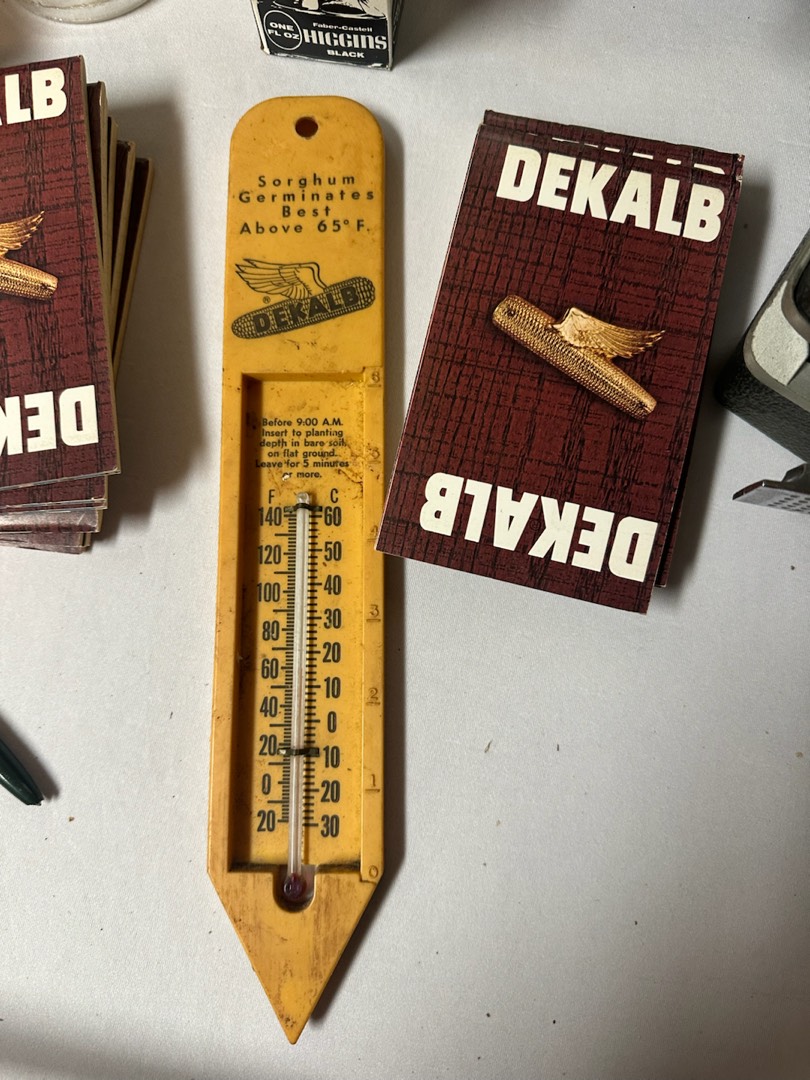 ONE
FL OZ
Faber-Castell
HIGGINS
BLACK
LB
DEKALB
Sorghum
Germinates
Best
Above 65° F.
® DEKALB
DEKALB
DEKALB
6
Before 9:00 A.M.
Insert to planting
depth in bare soil,
on flat ground.
Leave for 5 minutes
or more.
5
F C
140 60
4
120 50
100 40
80 30
3
60 20
40 10
2
20 0
0 10
1
20 20
30
0
DEK